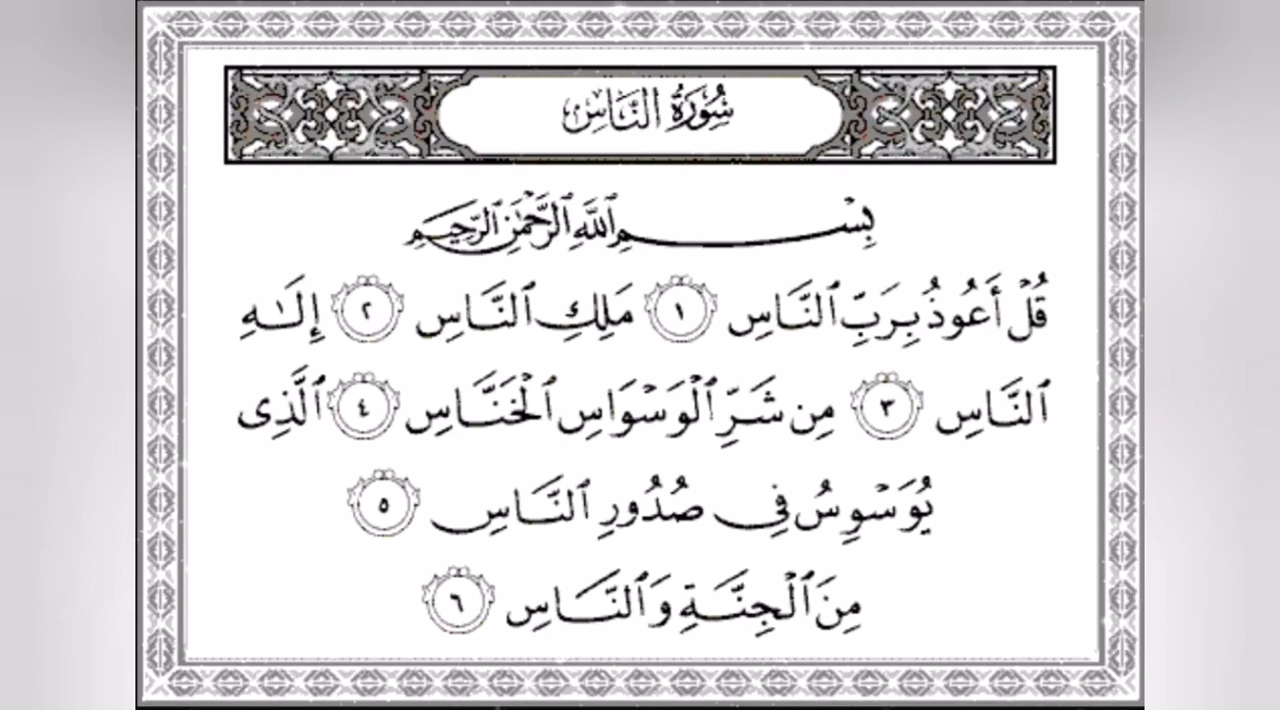 سُورَةُ النَّاسِ
بِسْمِ ٱللَّهِ ٱلرَّحْمَٰنِ ٱلرَّحِيمِ
قُلْ أَعُوذُ بِرَبِّ ٱلنَّاسِ ١ مَلِكِ ٱلنَّاسِ ٢ إِلَـٰهِ
ٱلنَّاسِ ٣ مِن شَرِّ ٱلْوَسْوَاسِ ٱلْخَنَّاسِ ٤ ٱلَّذِى
يُوَسْوِسُ فِى صُدُورِ ٱلنَّاسِ ٥
مِنَ ٱلْجِنَّةِ وَٱلنَّاسِ ٦